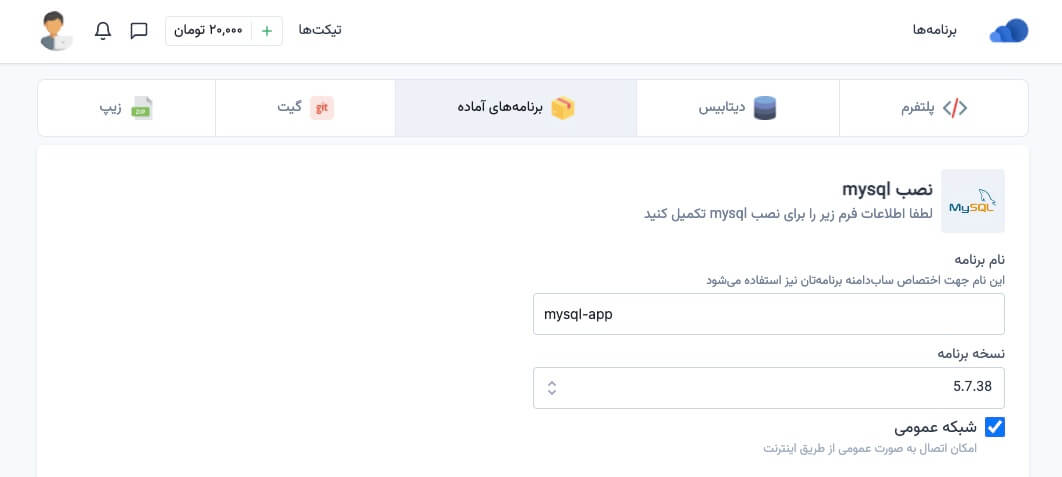 برنامه‌ها
تیکت‌ها
+ ۲۰,۰۰۰ تومان
پلتفرم
دیتابیس
برنامه‌های آماده
git گیت
ZIP زیپ
MySQL
نصب mysql
لطفا اطلاعات فرم زیر را برای نصب mysql تکمیل کنید
نام برنامه
این نام جهت اختصاص ساب‌دامنه برنامه‌تان نیز استفاده می‌شود
mysql-app
نسخه برنامه
5.7.38
شبکه عمومی
امکان اتصال به صورت عمومی از طریق اینترنت